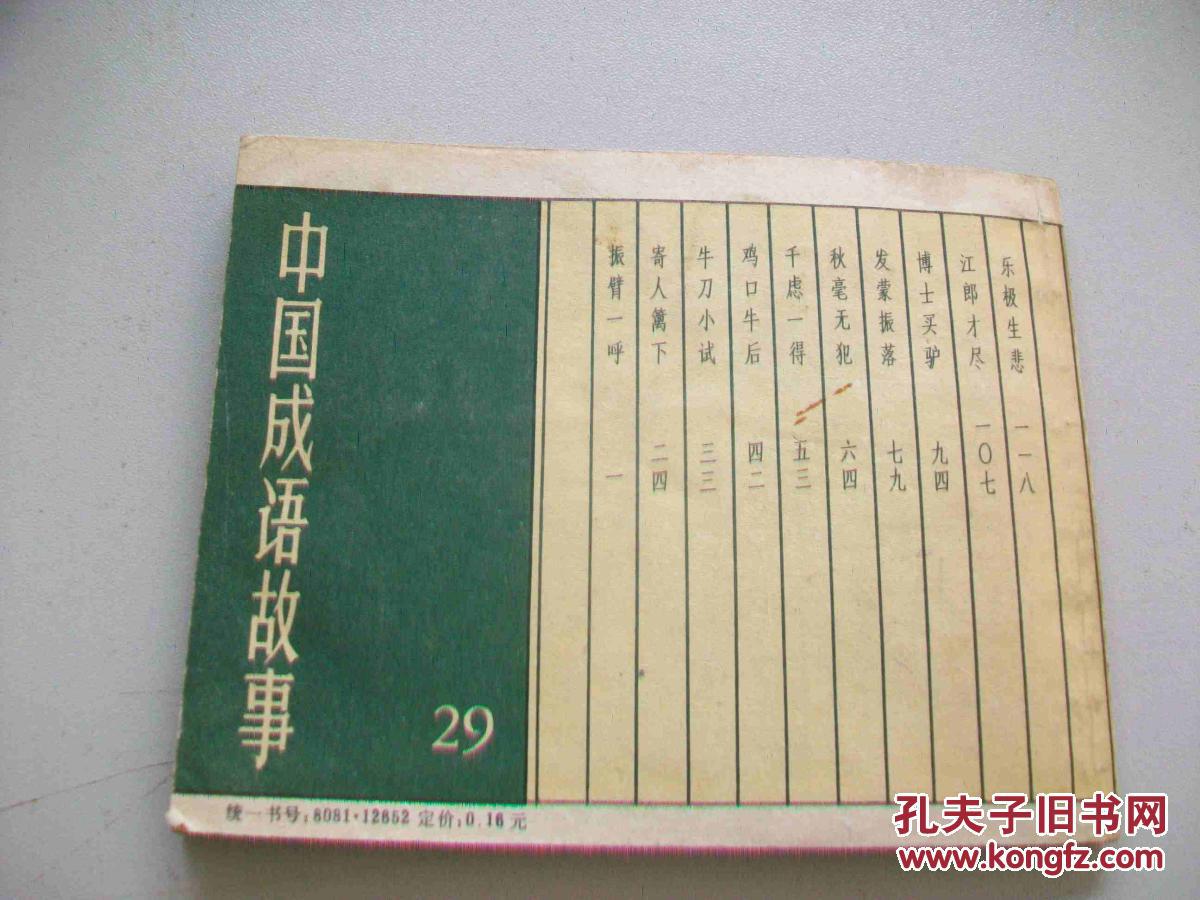 中国成语故事
29
振臂一呼 一
寄人篱下 二四
牛刀小试 三三
鸡口牛后 四二
千虑一得 五三
秋毫无犯 六四
发蒙振落 七九
博士买驴 九四
江郎才尽 一〇七
乐极生悲 一一八
统一书号：8081·12652 定价：0.16元
孔夫子旧书网
www.kongfz.com